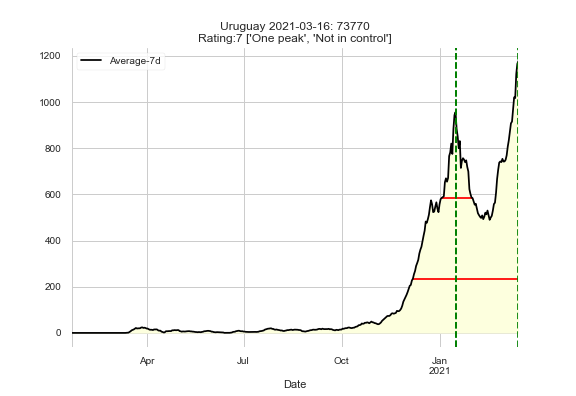 Uruguay 2021-03-16: 73770
Rating:7 ['One peak', 'Not in control']
Average-7d
1200
1000
800
600
400
200
0
Apr
Jul
Oct
Jan
2021
Date